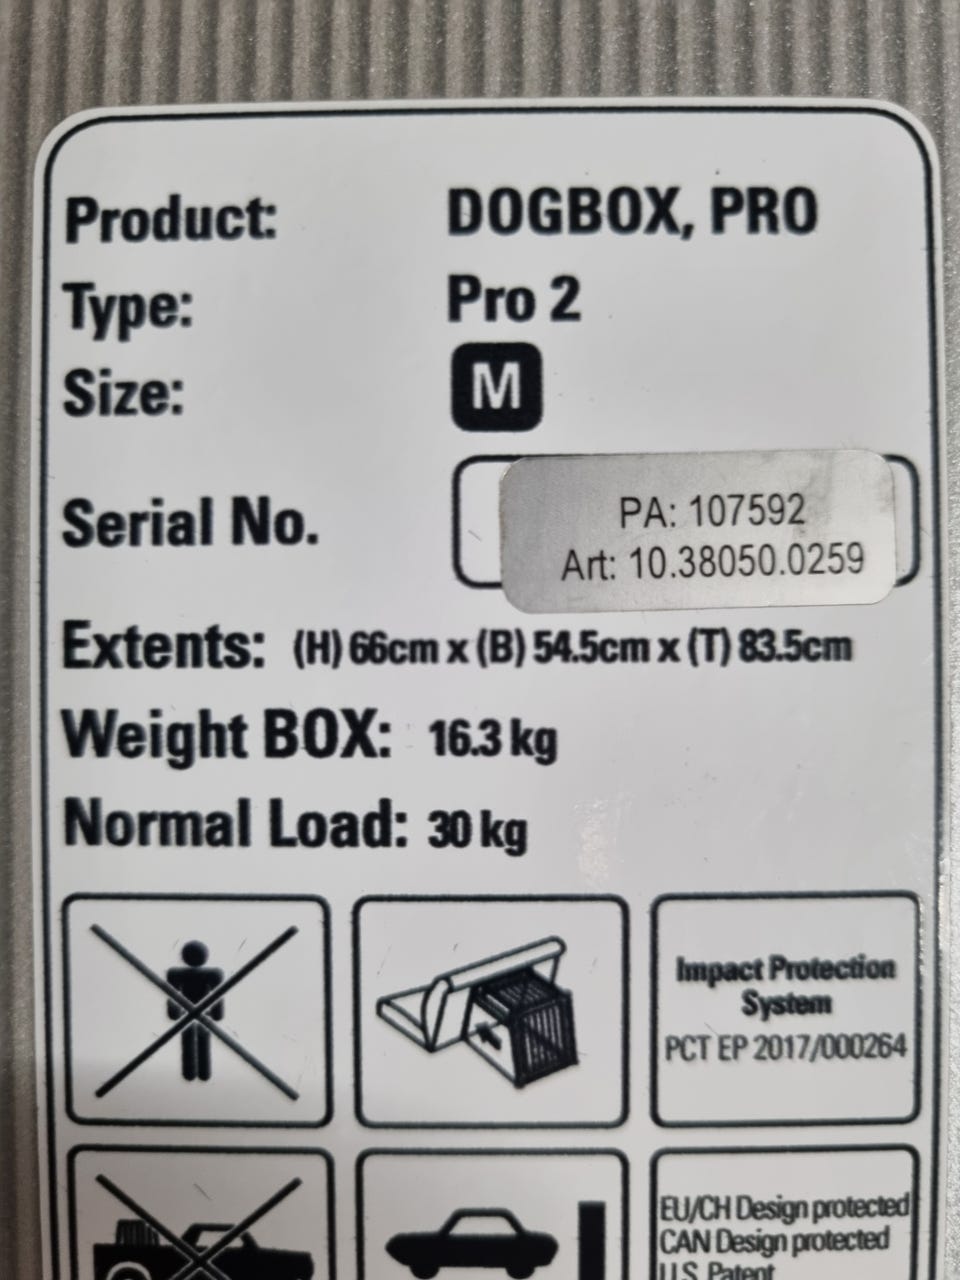 Product: DOGBOX, PRO
Type: Pro 2
Size: M
Serial No. PA: 107592
Art: 10.38050.0259
Extents: (H) 66cm x (B) 54.5cm x (T) 83.5cm
Weight BOX: 16.3 kg
Normal Load: 30 kg
Impact Protection
System
PCT EP 2017/000264
EU/CH Design protected
CAN Design protected
U.S. Patent